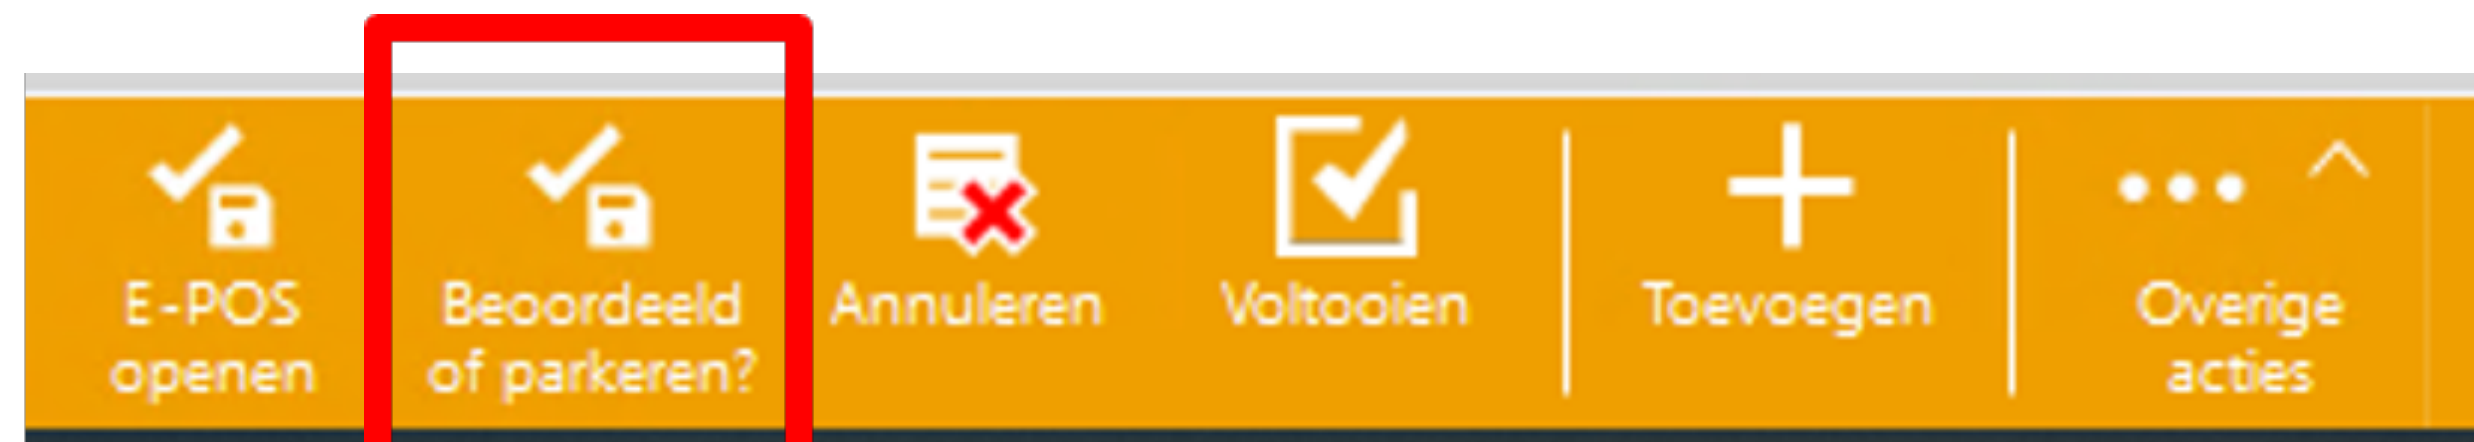 E-POS
openen
Beoordeeld
of parkeren?
Annuleren
Voltooien
Toevoegen
Overige
acties